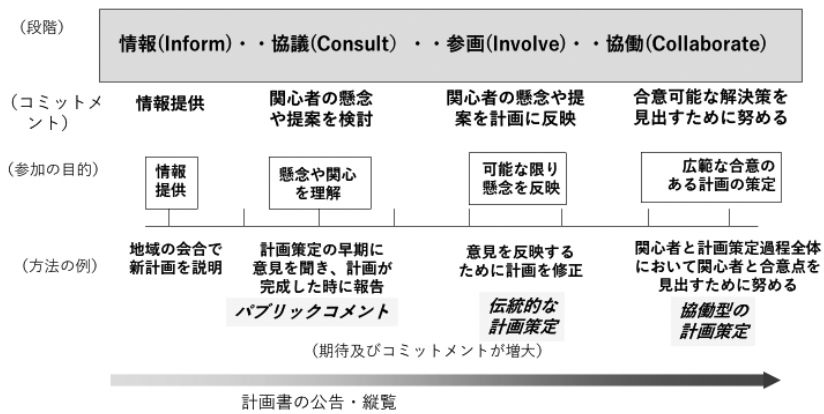 （段階）
情報(Inform)・・協議(Consult)・・参画(Involve)・協働(Collaborate)
（コミットメ
ント）
情報提供
関心者の懸念
や提案を検討
関心者の懸念や提
案を計画に反映
合意可能な解決策を
見出すために努める
（参加の目的）
情報
提供
懸念や関心
を理解
可能な限り
懸念を反映
広範な合意の
ある計画の策定
（方法の例）
地域の会合で
新計画を説明
計画策定の早期に
意見を聞き、計画が
完成した時に報告
意見を反映する
ために計画を修正
関心者と計画策定過程全体
において関心者と合意点を
見出すために努める
パブリックコメント
伝統的な
計画策定
協働型の
計画策定
（期待及びコミットメントが増大）
計画書の公告・縦覧